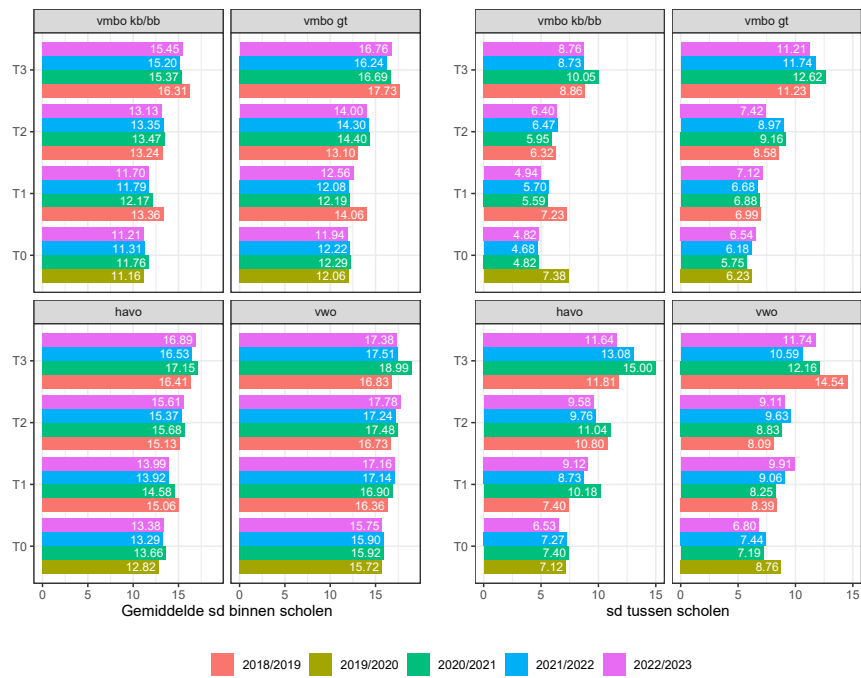 vmbo kb/bb vmbo gt vmbo kb/bb vmbo gt
15.45 16.76 8.76 11.21
15.20 16.24 8.73 11.74
T3 T3
15.37 16.69 10.05 12.62
16.31 17.73 8.86 11.23
13.13 14.00 6.40 7.42
13.35 14.30 6.47 8.97
T2 T2
13.47 14.40 5.95 9.16
13.24 13.10 6.32 8.58
11.70 12.56 4.94 7.12
11.79 12.08 5.70 6.68
T1 T1
12.17 12.19 5.59 6.88
13.36 14.06 7.23 6.99
11.21 11.94 4.82 6.54
11.31 12.22 4.68 6.18
T0 T0
11.76 12.29 4.82 5.75
11.16 12.06 7.38 6.23
havo vwo havo vwo
16.89 17.38 11.64 11.74
16.53 17.51 13.08 10.59
T3 T3
17.15 18.99 15.00 12.16
16.41 16.83 11.81 14.54
15.61 17.78 9.58 9.11
15.37 17.24 9.76 9.63
T2 T2
15.68 17.48 11.04 8.83
15.13 16.73 10.80 8.09
13.99 17.16 9.12 9.91
13.92 17.14 8.73 9.06
T1 T1
14.58 16.90 10.18 8.25
15.06 16.36 7.40 8.39
13.38 15.75 6.53 6.80
13.29 15.90 7.27 7.44
T0 T0
13.66 15.92 7.40 7.19
12.82 15.72 7.12 8.76
0 5 10 15 0 5 10 15 0 5 10 15 0 5 10 15
Gemiddelde sd binnen scholen sd tussen scholen
2018/2019 2019/2020 2020/2021 2021/2022 2022/2023